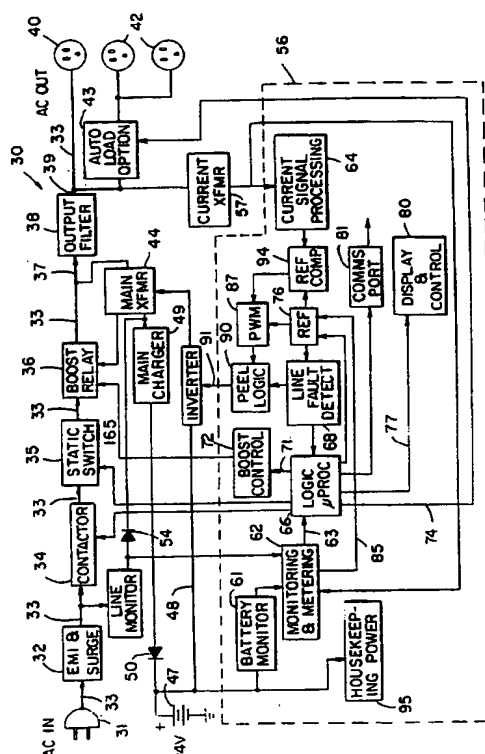 30
AC IN
31
33
EMI & SURGE
32
33
CONTACTOR
34
33
STATIC SWITCH
35
33
BOOST RELAY
36
33
37
OUTPUT FILTER
38
39
33
AC OUT
40
42
AUTO LOAD OPTION
43
LINE MONITOR
54
165
MAIN XFMR
44
MAIN CHARGER
49
50
47
4V
48
INVERTER
91
CURRENT XFMR
57
56
BATTERY MONITOR
61
MONITORING & METERING
62
63
LOGIC μPROC
66
BOOST CONTROL
72
71
LINE FAULT DETECT
68
PEEL LOGIC
90
PWM
87
REF
76
REF COMP
94
CURRENT SIGNAL PROCESSING
64
COMMS PORT
81
DISPLAY & CONTROL
80
77
74
85
HOUSEKEEP-
ING POWER
95